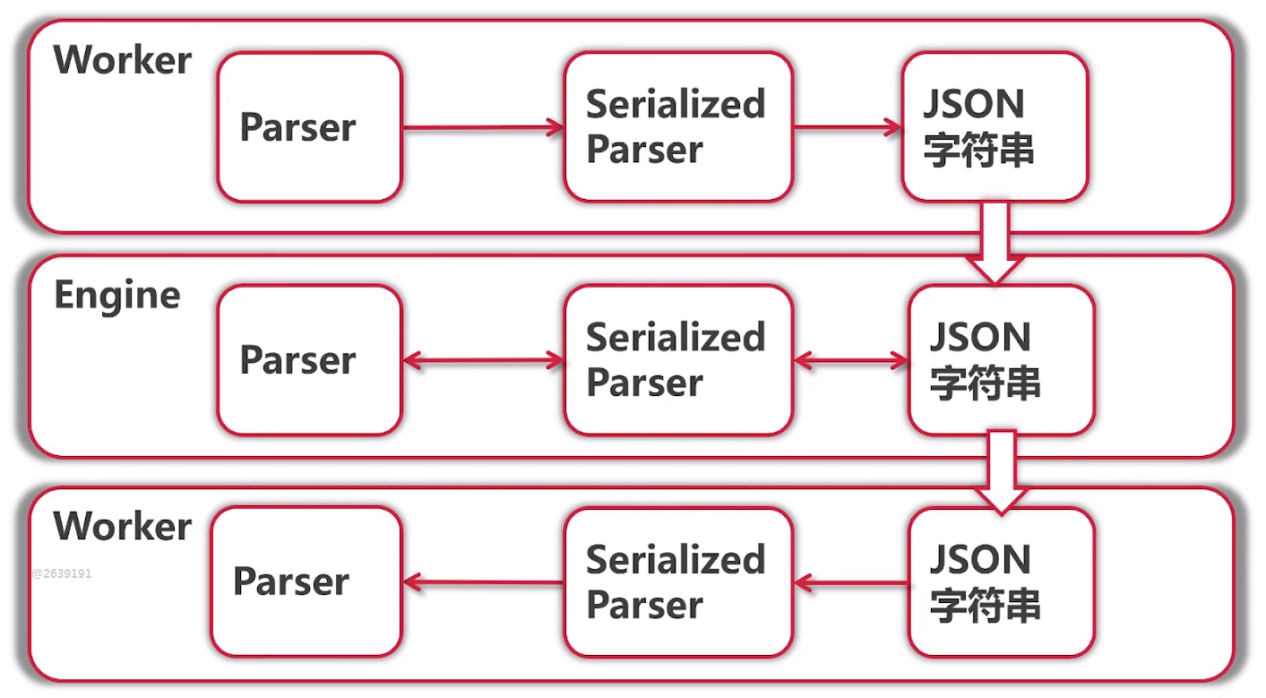 Worker
Parser
Serialized
Parser
JSON
字符串
Engine
Parser
Serialized
Parser
JSON
字符串
Worker
Parser
Serialized
Parser
JSON
字符串
@2639191